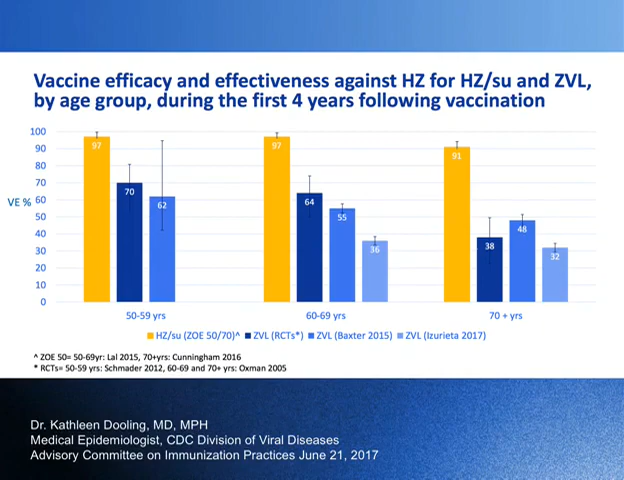 Vaccine efficacy and effectiveness against HZ for HZ/su and ZVL,
by age group, during the first 4 years following vaccination
100
90
80
70
60
50
40
30
20
10
0
VE %
97
70
62
97
64
55
36
91
38
48
32
50-59 yrs
60-69 yrs
70 + yrs
HZ/su (ZOE 50/70)^ ZVL (RCTs*) ZVL (Baxter 2015) ZVL (Izurieta 2017)
^ ZOE 50= 50-69yr: Lal 2015, 70+yrs: Cunningham 2016
* RCTs= 50-59 yrs: Schmader 2012, 60-69 and 70+ yrs: Oxman 2005
Dr. Kathleen Dooling, MD, MPH
Medical Epidemiologist, CDC Division of Viral Diseases
Advisory Committee on Immunization Practices June 21, 2017